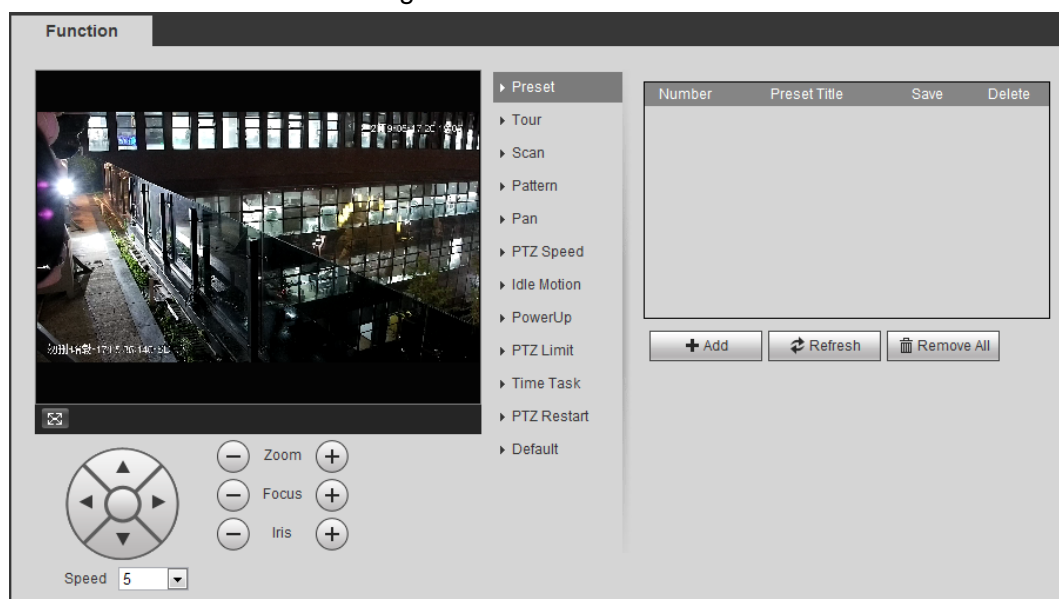 Function
Preset
Tour
Scan
Pattern
Pan
PTZ Speed
Idle Motion
PowerUp
PTZ Limit
Time Task
PTZ Restart
Default
Number Preset Title Save Delete
Add Refresh Remove All
Zoom
Focus
Iris
Speed 5